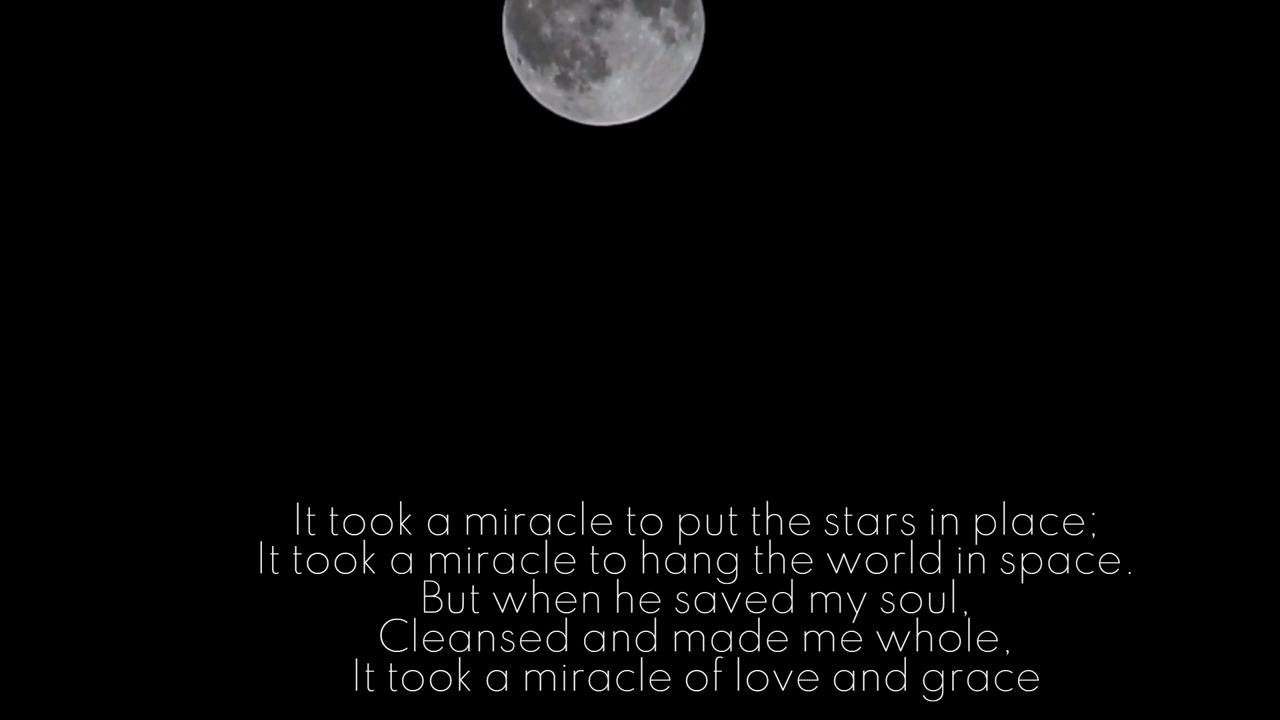 It took a miracle to put the stars in place;
It took a miracle to hang the world in space.
But when he saved my soul,
Cleansed and made me whole,
It took a miracle of love and grace